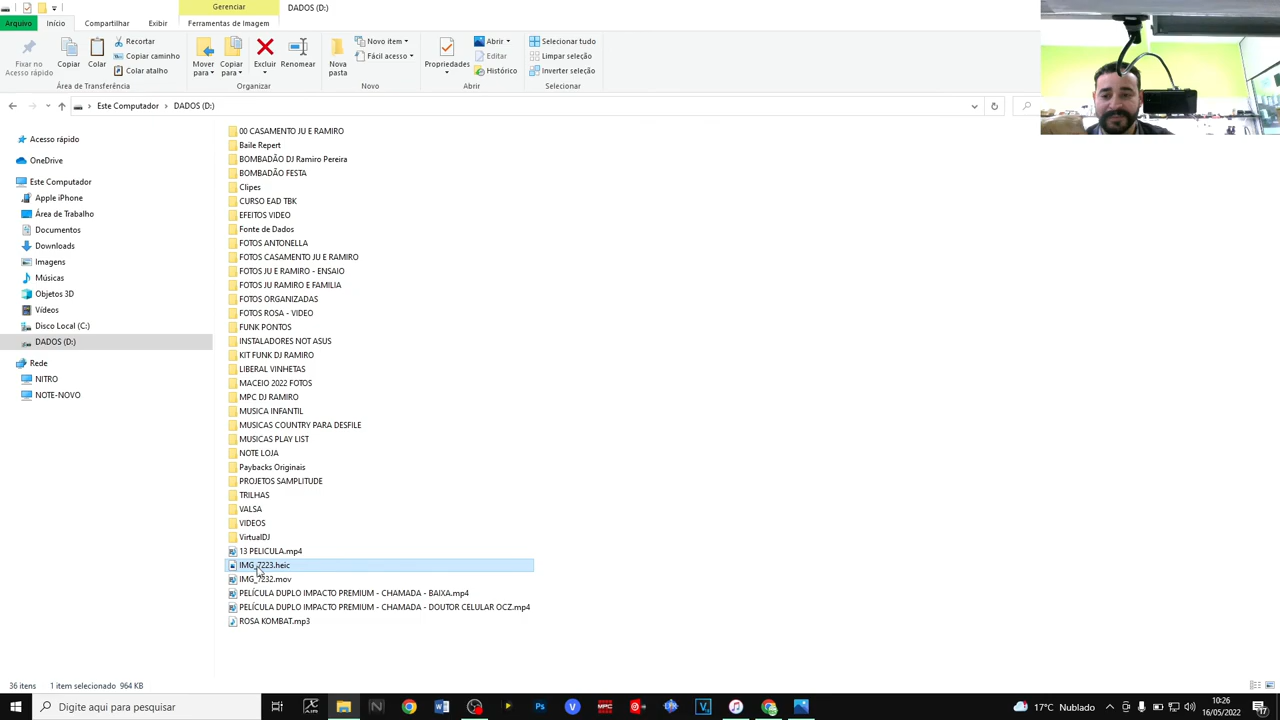 Gerenciar
DADOS (D:)
Arquivo
Início
Compartilhar
Exibir
Ferramentas de Imagem
Fixar no
Acesso rápido
Copiar
Colar
Recortar
Copiar caminho
Colar atalho
Mover
para
Copiar
para
Excluir
Renomear
Nova
pasta
Novo item
Fácil acesso
Propriedades
Abrir
Editar
Histórico
Selecionar tudo
Limpar seleção
Inverter seleção
Área de Transferência
Organizar
Novo
Abrir
Selecionar
Este Computador > DADOS (D:)
Acesso rápido
OneDrive
Este Computador
Apple iPhone
Área de Trabalho
Documentos
Downloads
Imagens
Músicas
Objetos 3D
Vídeos
Disco Local (C:)
DADOS (D:)
Rede
NITRO
NOTE-NOVO
00 CASAMENTO JU E RAMIRO
Baile Repert
BOMBADÃO DJ Ramiro Pereira
BOMBADÃO FESTA
Clipes
CURSO EAD TBK
EFEITOS VIDEO
Fonte de Dados
FOTOS ANTONELLA
FOTOS CASAMENTO JU E RAMIRO
FOTOS JU E RAMIRO - ENSAIO
FOTOS JU RAMIRO E FAMILIA
FOTOS ORGANIZADAS
FOTOS ROSA - VIDEO
FUNK PONTOS
INSTALADORES NOT ASUS
KIT FUNK DJ RAMIRO
LIBERAL VINHETAS
MACEIO 2022 FOTOS
MPC DJ RAMIRO
MUSICA INFANTIL
MUSICAS COUNTRY PARA DESFILE
MUSICAS PLAY LIST
NOTE LOJA
Paybacks Originais
PROJETOS SAMPLITUDE
TRILHAS
VALSA
VIDEOS
VirtualDJ
13 PELICULA.mp4
IMG_7223.heic
IMG_7232.mov
PELÍCULA DUPLO IMPACTO PREMIUM - CHAMADA - BAIXA.mp4
PELÍCULA DUPLO IMPACTO PREMIUM - CHAMADA - DOUTOR CELULAR OCZ.mp4
ROSA KOMBAT.mp3
36 itens
1 item selecionado 964 KB
Digite aqui para pesquisar
17°C Nublado
10:26
16/05/2022
17